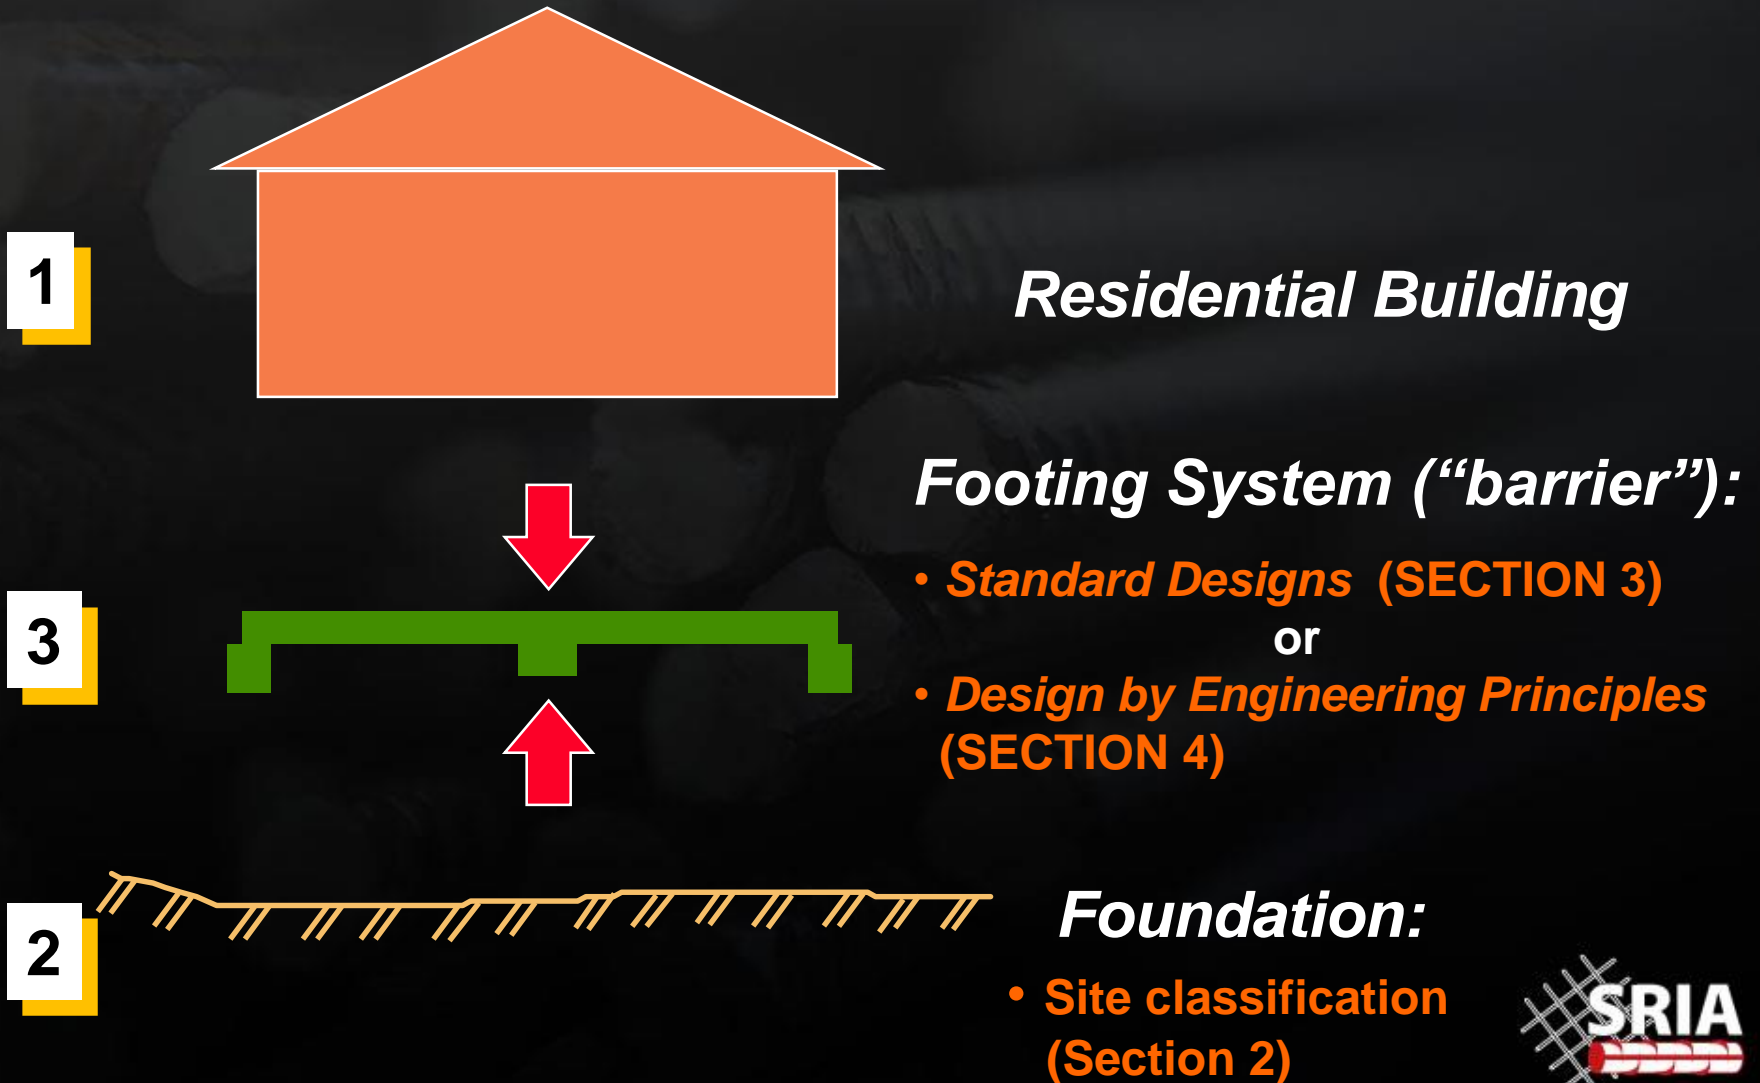 1
Residential Building
Footing System (“barrier”):
• Standard Designs (SECTION 3)
or
• Design by Engineering Principles
(SECTION 4)
3
Foundation:
2
• Site classification
(Section 2)
SRIA